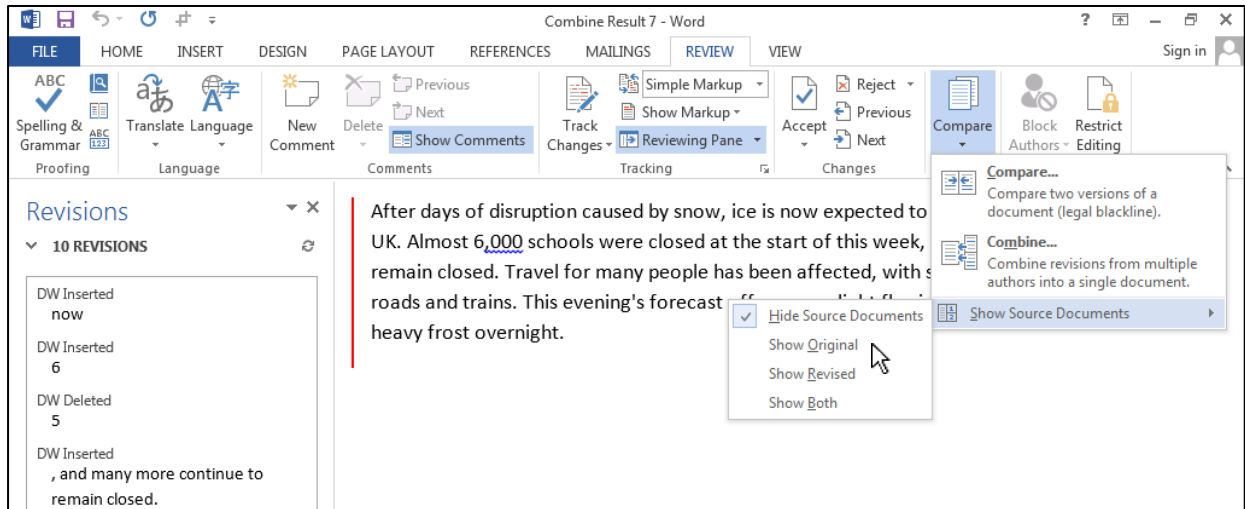 Combine Result 7 - Word
FILE HOME INSERT DESIGN PAGE LAYOUT REFERENCES MAILINGS REVIEW VIEW Sign in
ABC
Spelling & Grammar
ABC
123
Proofing
Translate
Language
Language
New Comment
Delete
Previous
Next
Show Comments
Comments
Track Changes
Simple Markup
Show Markup
Reviewing Pane
Tracking
Accept
Reject
Previous
Next
Changes
Compare
Block Authors
Restrict Editing
Compare...
Compare two versions of a
document (legal blackline).
Combine...
Combine revisions from multiple
authors into a single document.
Show Source Documents
Hide Source Documents
Show Original
Show Revised
Show Both
Revisions
10 REVISIONS
DW Inserted
now
DW Inserted
6
DW Deleted
5
DW Inserted
, and many more continue to
remain closed.
After days of disruption caused by snow, ice is now expected to
UK. Almost 6,000 schools were closed at the start of this week,
remain closed. Travel for many people has been affected, with
roads and trains. This evening's forecast
heavy frost overnight.